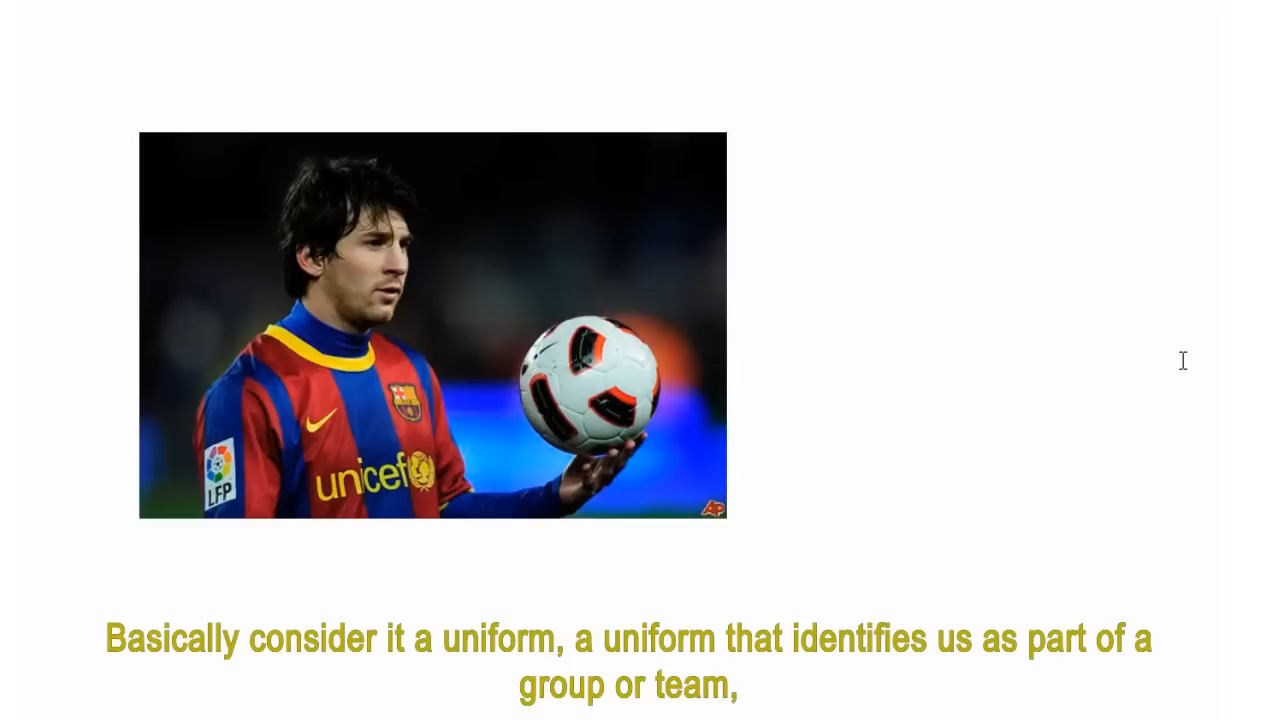 LFP
unicef
AP
Basically consider it a uniform, a uniform that identifies us as part of a
group or team,